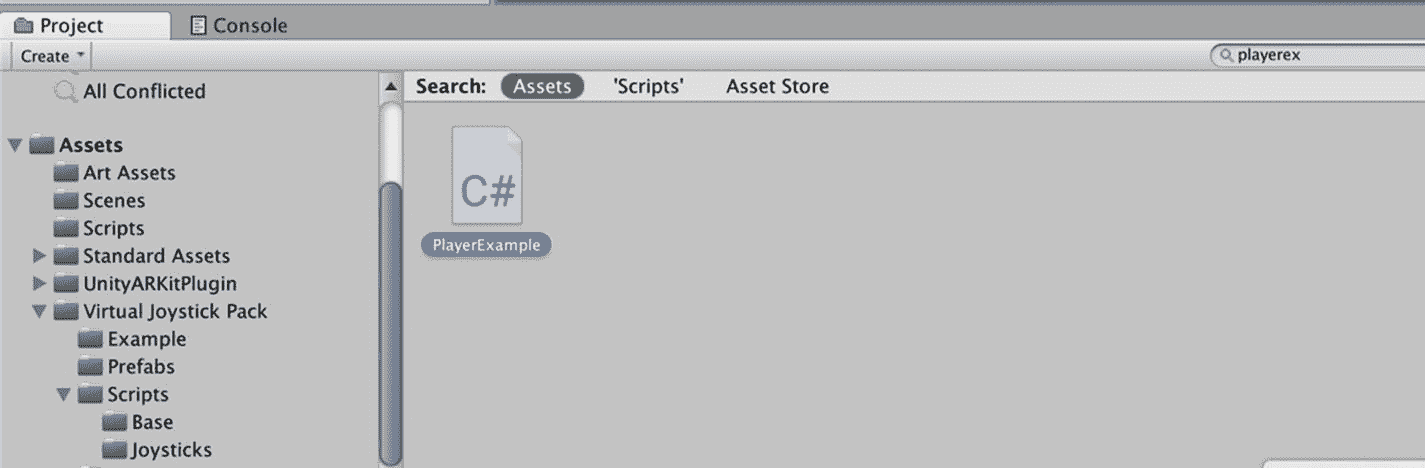 Project Console
Create playerex
All Conflicted Search: Assets 'Scripts' Asset Store
Assets
Art Assets
Scenes
Scripts
Standard Assets
UnityARKitPlugin
Virtual Joystick Pack
Example
Prefabs
Scripts
Base
Joysticks
C#
PlayerExample